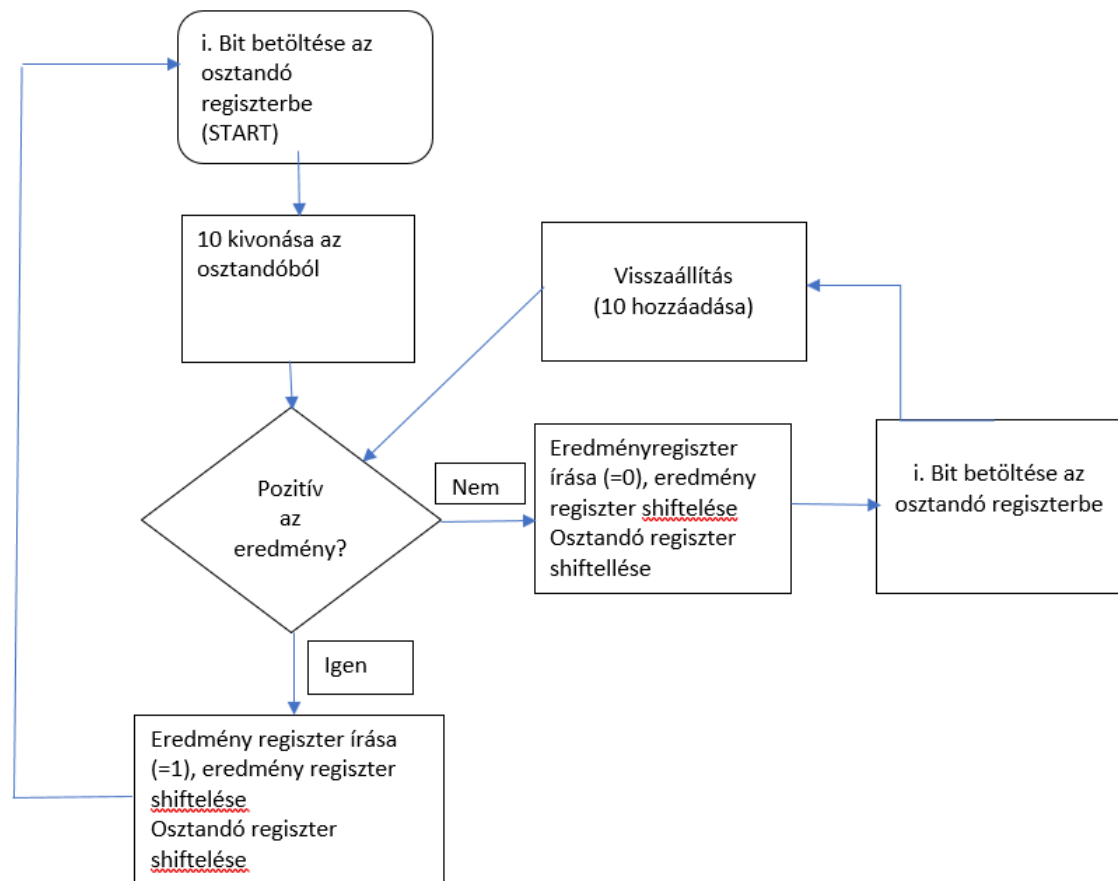 i. Bit betöltése az
osztandó
regiszterbe
(START)
10 kivonása az
osztandóból
Visszaállítás
(10 hozzáadása)
Pozitív
az
eredmény?
Nem
Eredményregiszter
írása (=0), eredmény
regiszter shiftelése
Osztandó regiszter
shiftellése
i. Bit betöltése az
osztandó regiszterbe
Igen
Eredmény regiszter írása
(=1), eredmény regiszter
shiftelése
Osztandó regiszter
shiftelése